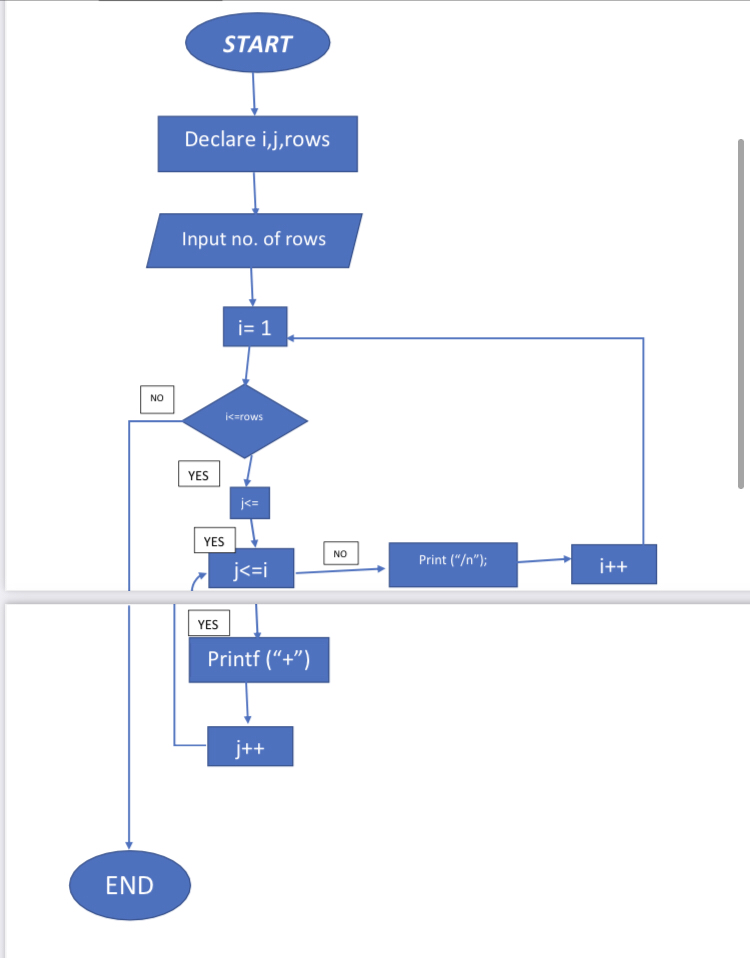 START
Declare i,j,rows
Input no. of rows
i= 1
NO
i<=rows
YES
j<=
YES
j<=i
NO
Print (“/n”);
i++
YES
Printf (“+”)
j++
END